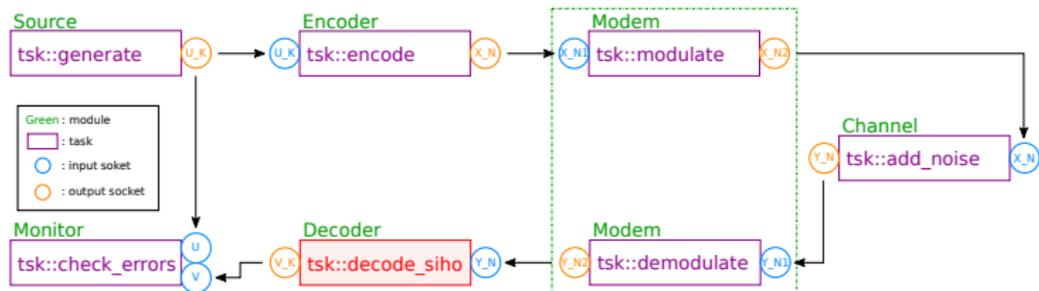 Source
Encoder
Modem
tsk::generate
U_K
U_K
tsk::encode
X_N
X_N1
tsk::modulate
X_N2
Channel
Y_N
tsk::add_noise
X_N
Green : module
: task
: input soket
: output socket
Monitor
Decoder
Modem
tsk::check_errors
U
V
V_K
tsk::decode_siho
Y_N
Y_N2
tsk::demodulate
Y_N1